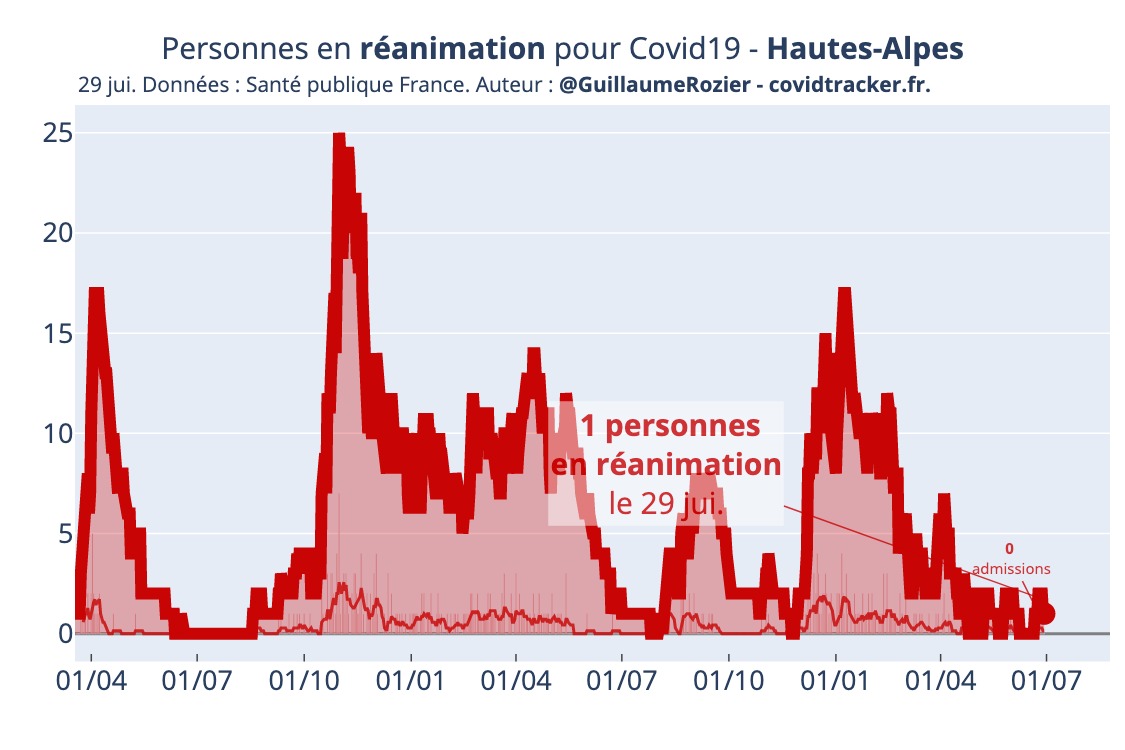 Personnes en réanimation pour Covid19 - Hautes-Alpes
29 jui. Données : Santé publique France. Auteur : @GuillaumeRozier - covidtracker.fr.
25
20
15
10
5
0
1 personnes
en réanimation
le 29 jui.
0
admissions
01/04 01/07 01/10 01/01 01/04 01/07 01/10 01/01 01/04 01/07